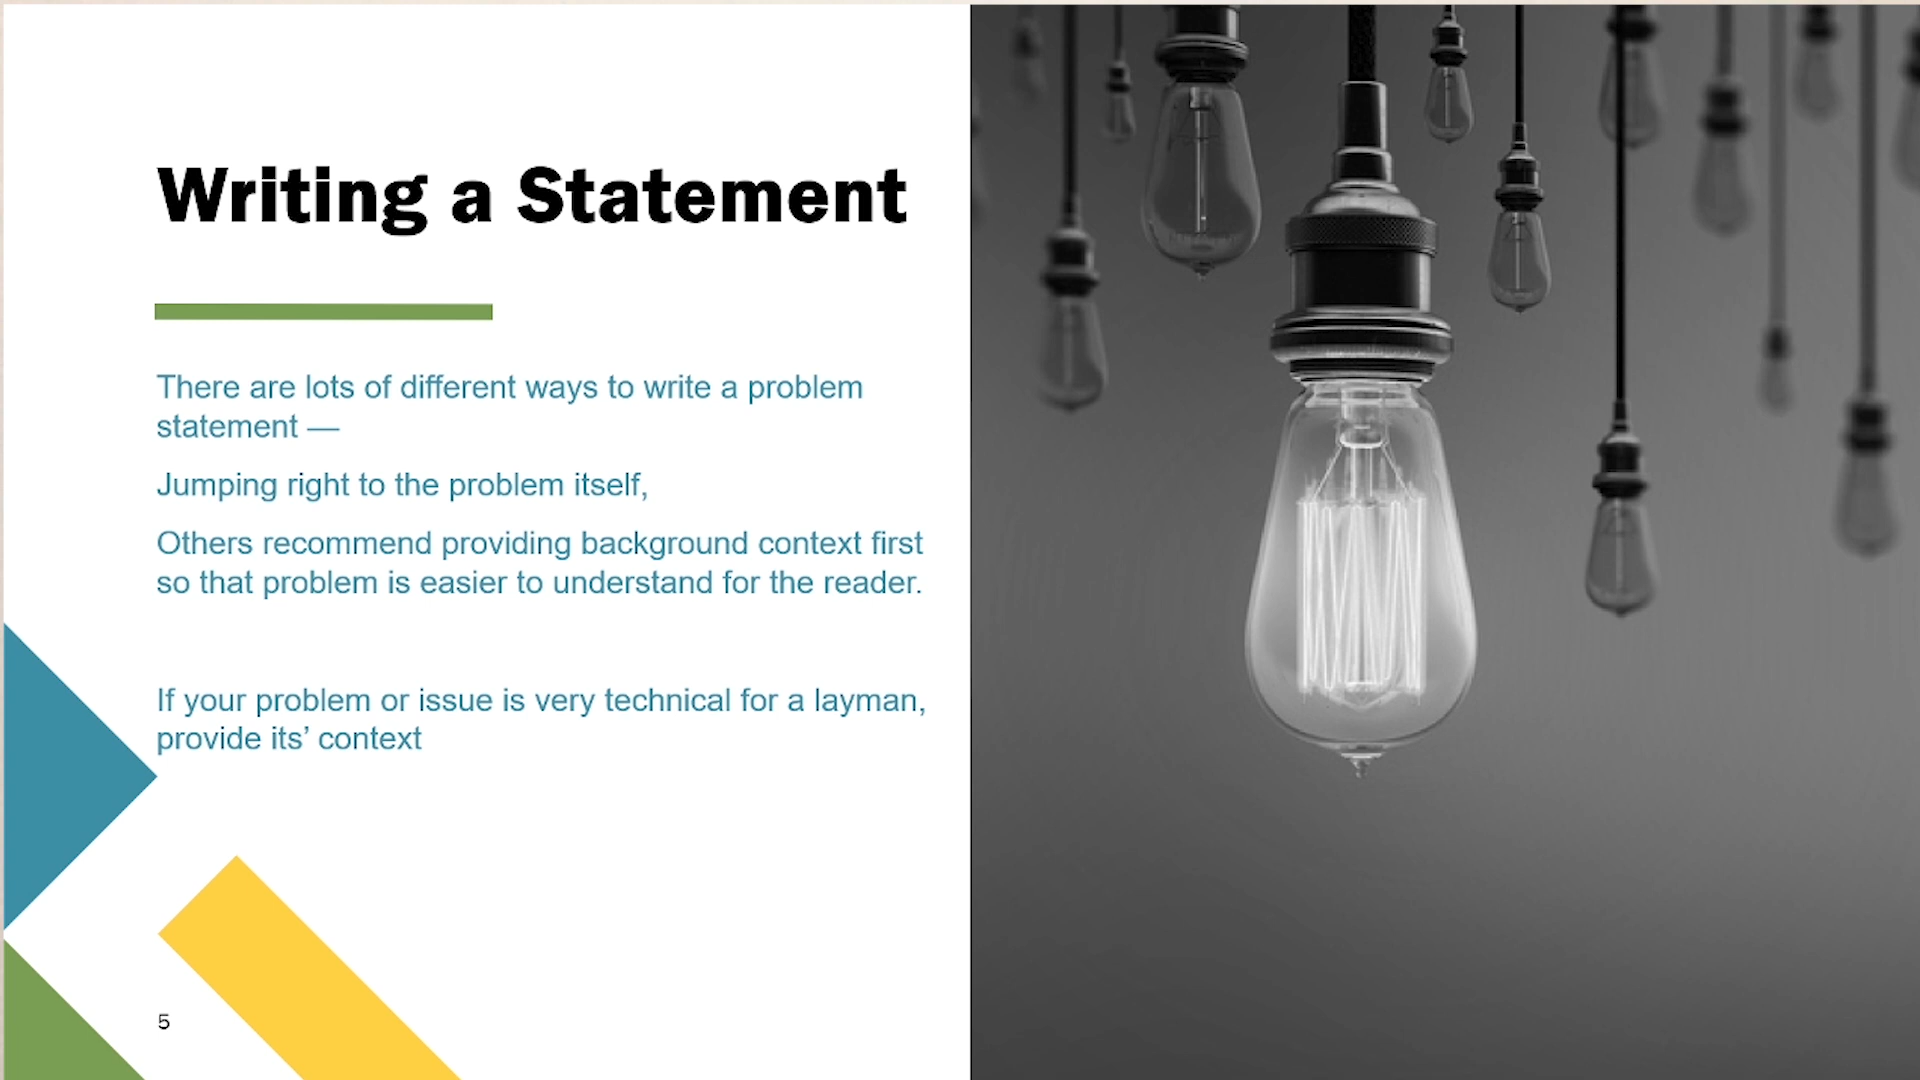 Writing a Statement
There are lots of different ways to write a problem
statement —
Jumping right to the problem itself,
Others recommend providing background context first
so that problem is easier to understand for the reader.
If your problem or issue is very technical for a layman,
provide its’ context
5